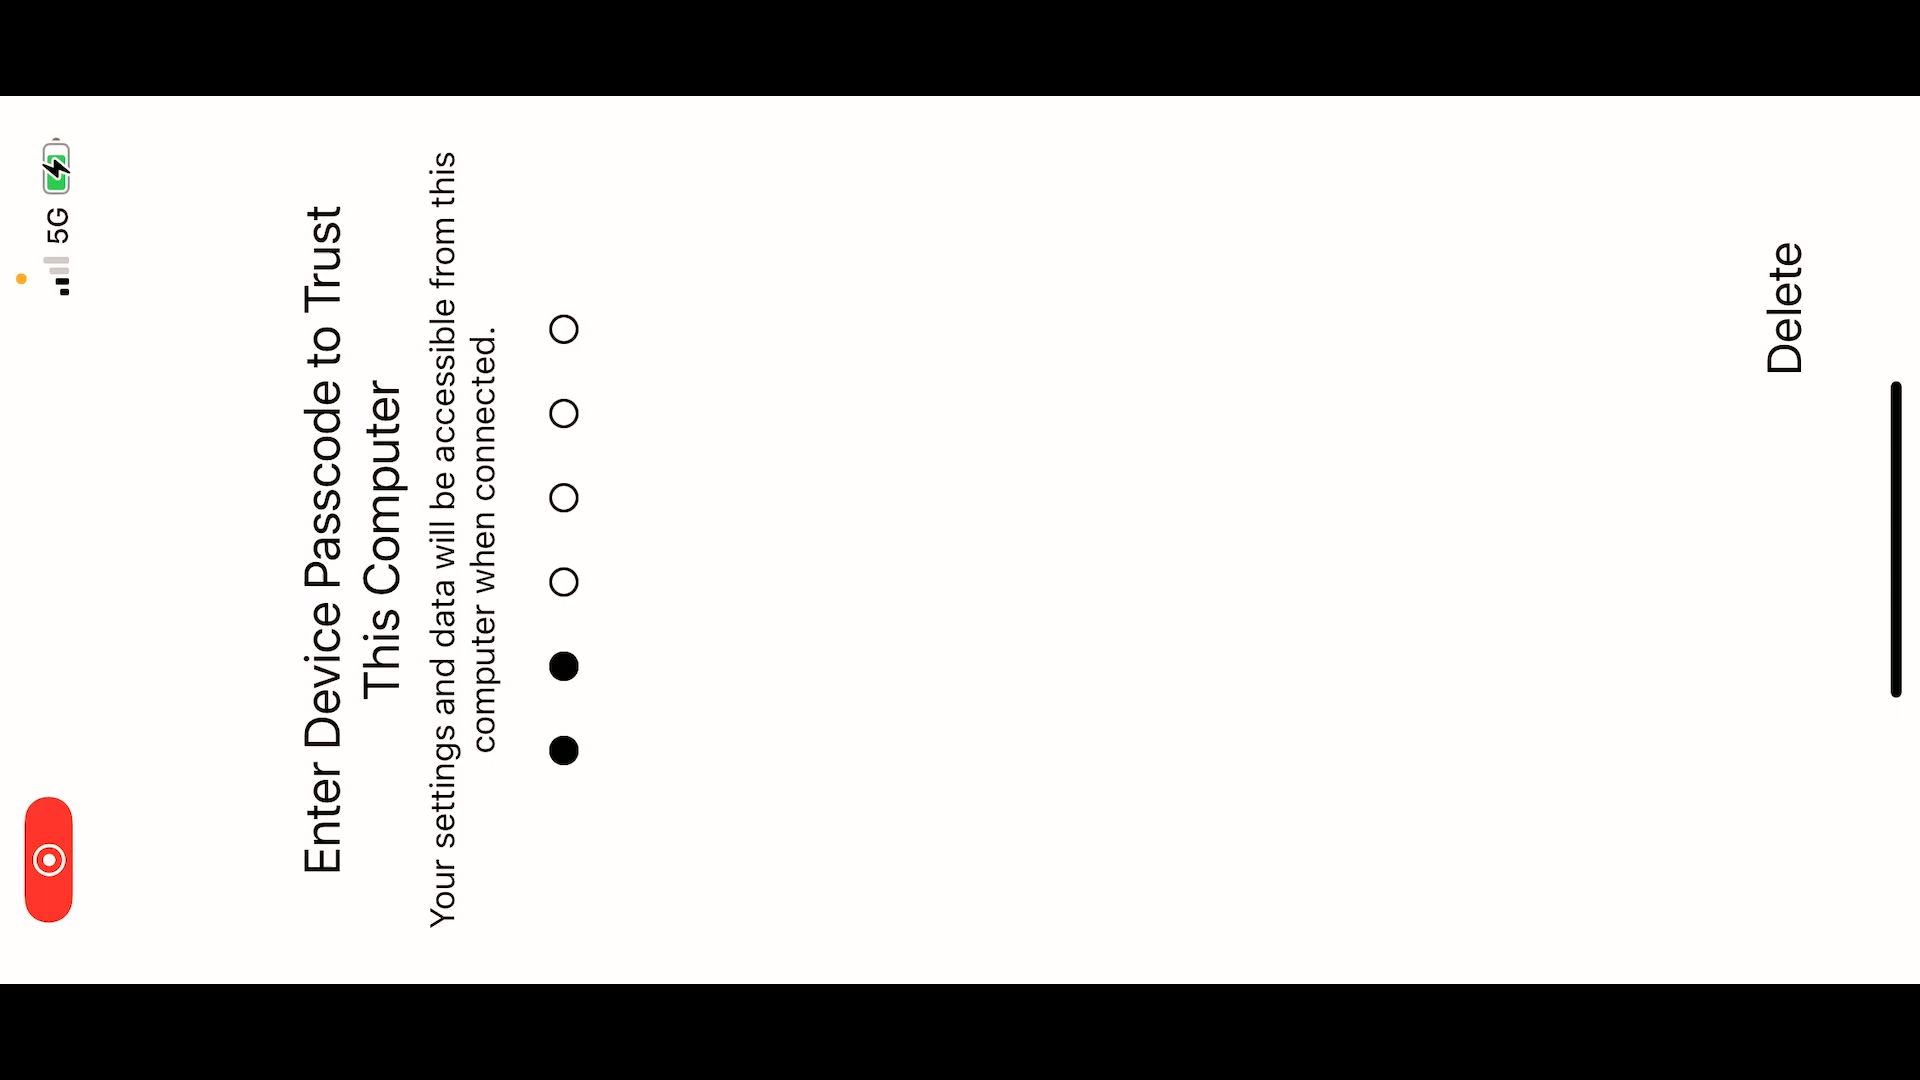 5G
Enter Device Passcode to Trust
This Computer
Your settings and data will be accessible from this
computer when connected.
Delete